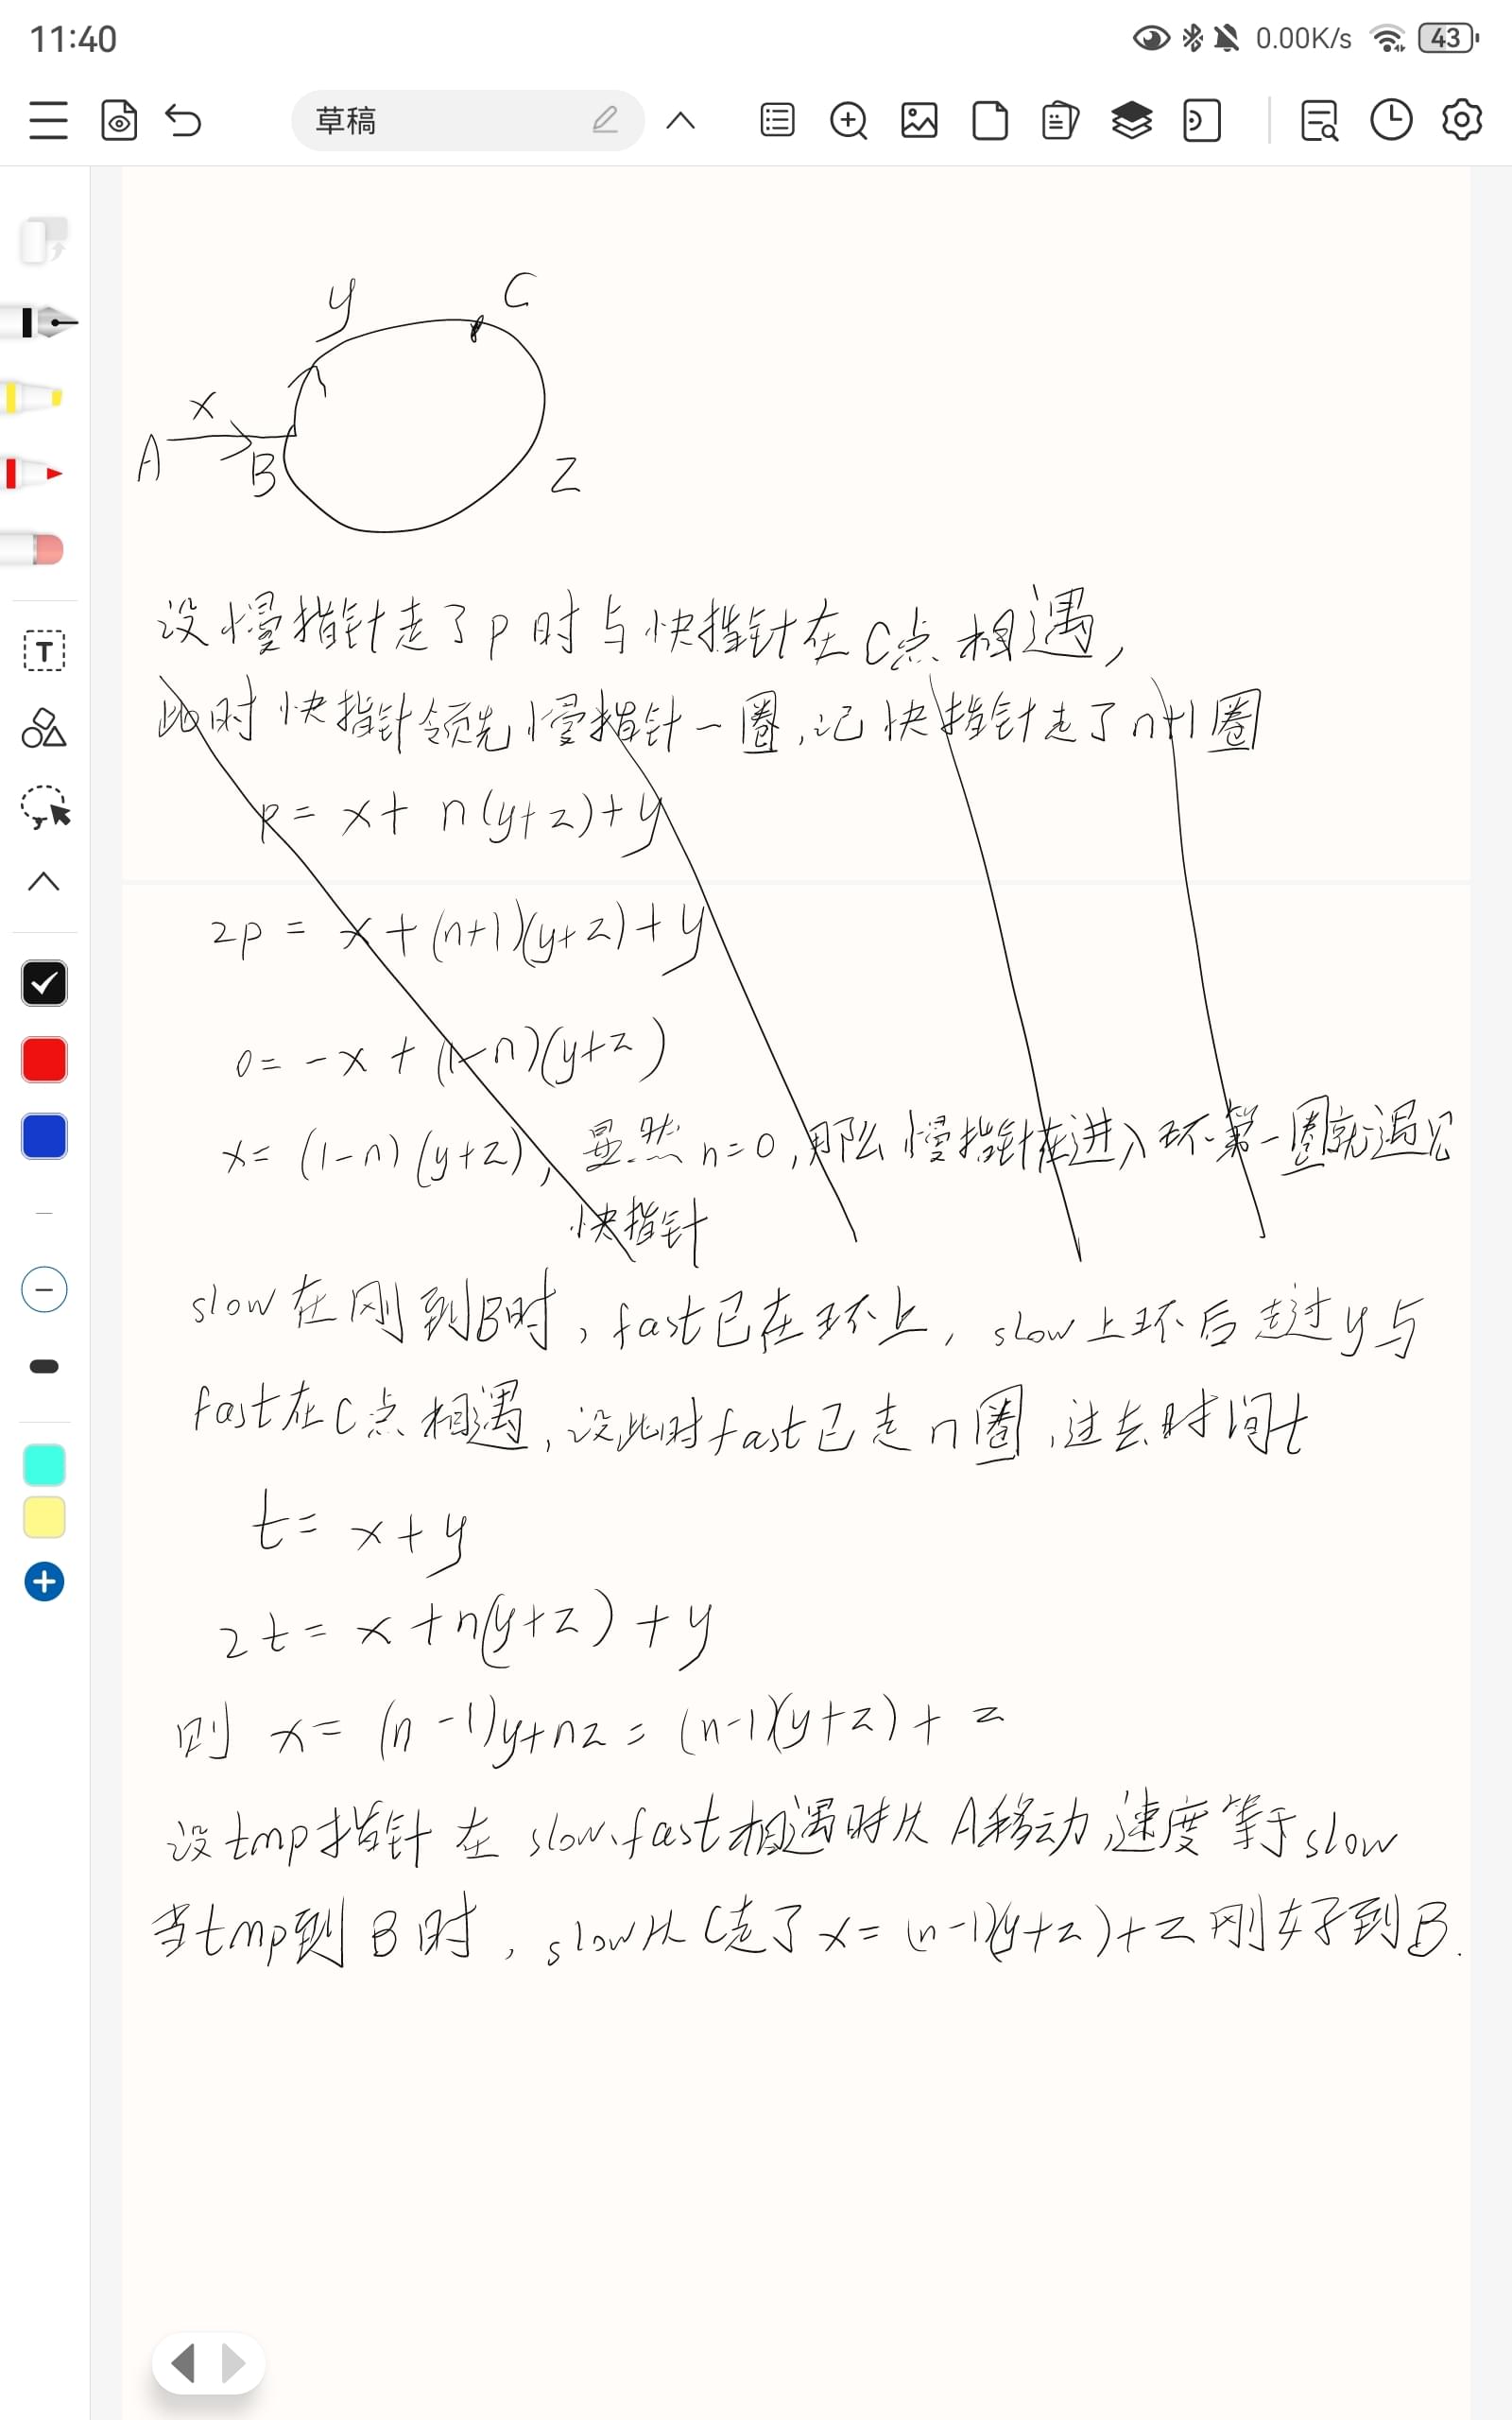 11:40
0.00K/s
43
草稿
y
C
x
A
B
z
T
设慢指针走了p时与快指针在C点相遇,
此时快指针领先慢指针一圈,记快指针走了n+1圈
p= x+ n(y+z)+y
2p = x+(n+1)(y+z)+y
0= -x + (1-n)(y+z)
x= (1-n)(y+z), 显然n=0,那么慢指针在进入环第一圈就遇见
快指针
slow在刚到B时, fast已在环上, slow上环后走过y与
fast在C点相遇,设此时fast已走n圈,过去时间t
t= x+y
2t= x+n(y+z)+y
则 x= (n-1)y+nz = (n-1)(y+z)+ z
设tmp指针在slow、fast相遇时从A移动,速度等于slow
当tmp到B时, slow从C走了x= (n-1)(y+z)+z刚好到B.